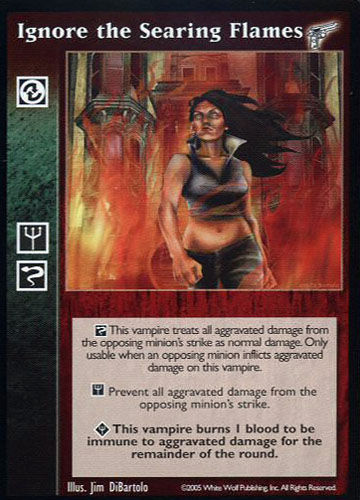 Ignore the Searing Flames
This vampire treats all aggravated damage from
the opposing minion's strike as normal damage. Only
usable when an opposing minion inflicts aggravated
damage on this vampire.
Prevent all aggravated damage from the
opposing minion's strike.
This vampire burns 1 blood to be
immune to aggravated damage for the
remainder of the round.
Illus. Jim DiBartolo
©2005 White Wolf Publishing, Inc. All Rights Reserved.